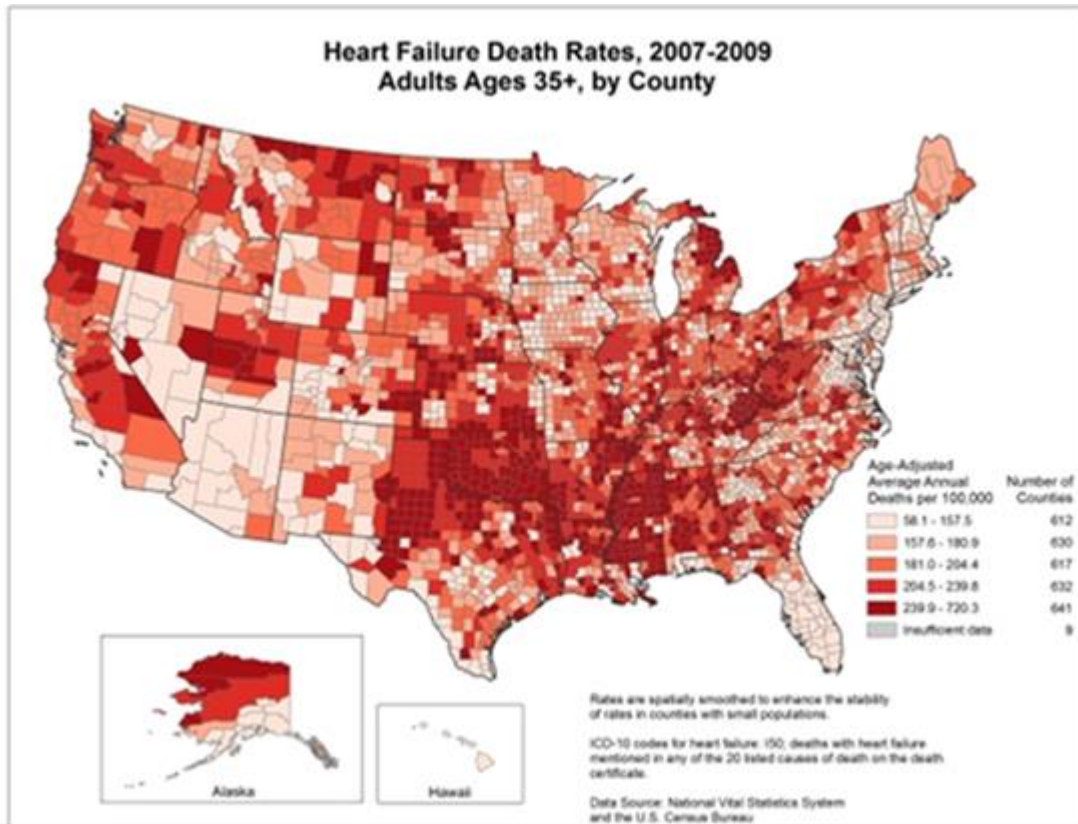 Heart Failure Death Rates, 2007-2009
Adults Ages 35+, by County
Age-Adjusted
Average Annual
Deaths per 100,000
Number of
Counties
58.1 - 157.5 612
157.6 - 180.9 630
181.0 - 204.4 617
204.5 - 239.8 632
239.9 - 720.3 641
Insufficient data 9
Alaska
Hawaii
Rates are spatially smoothed to enhance the stability
of rates in counties with small populations.
ICD-10 codes for heart failure: I50; deaths with heart failure
mentioned in any of the 20 listed causes of death on the death
certificate.
Data Source: National Vital Statistics System
and the U.S. Census Bureau